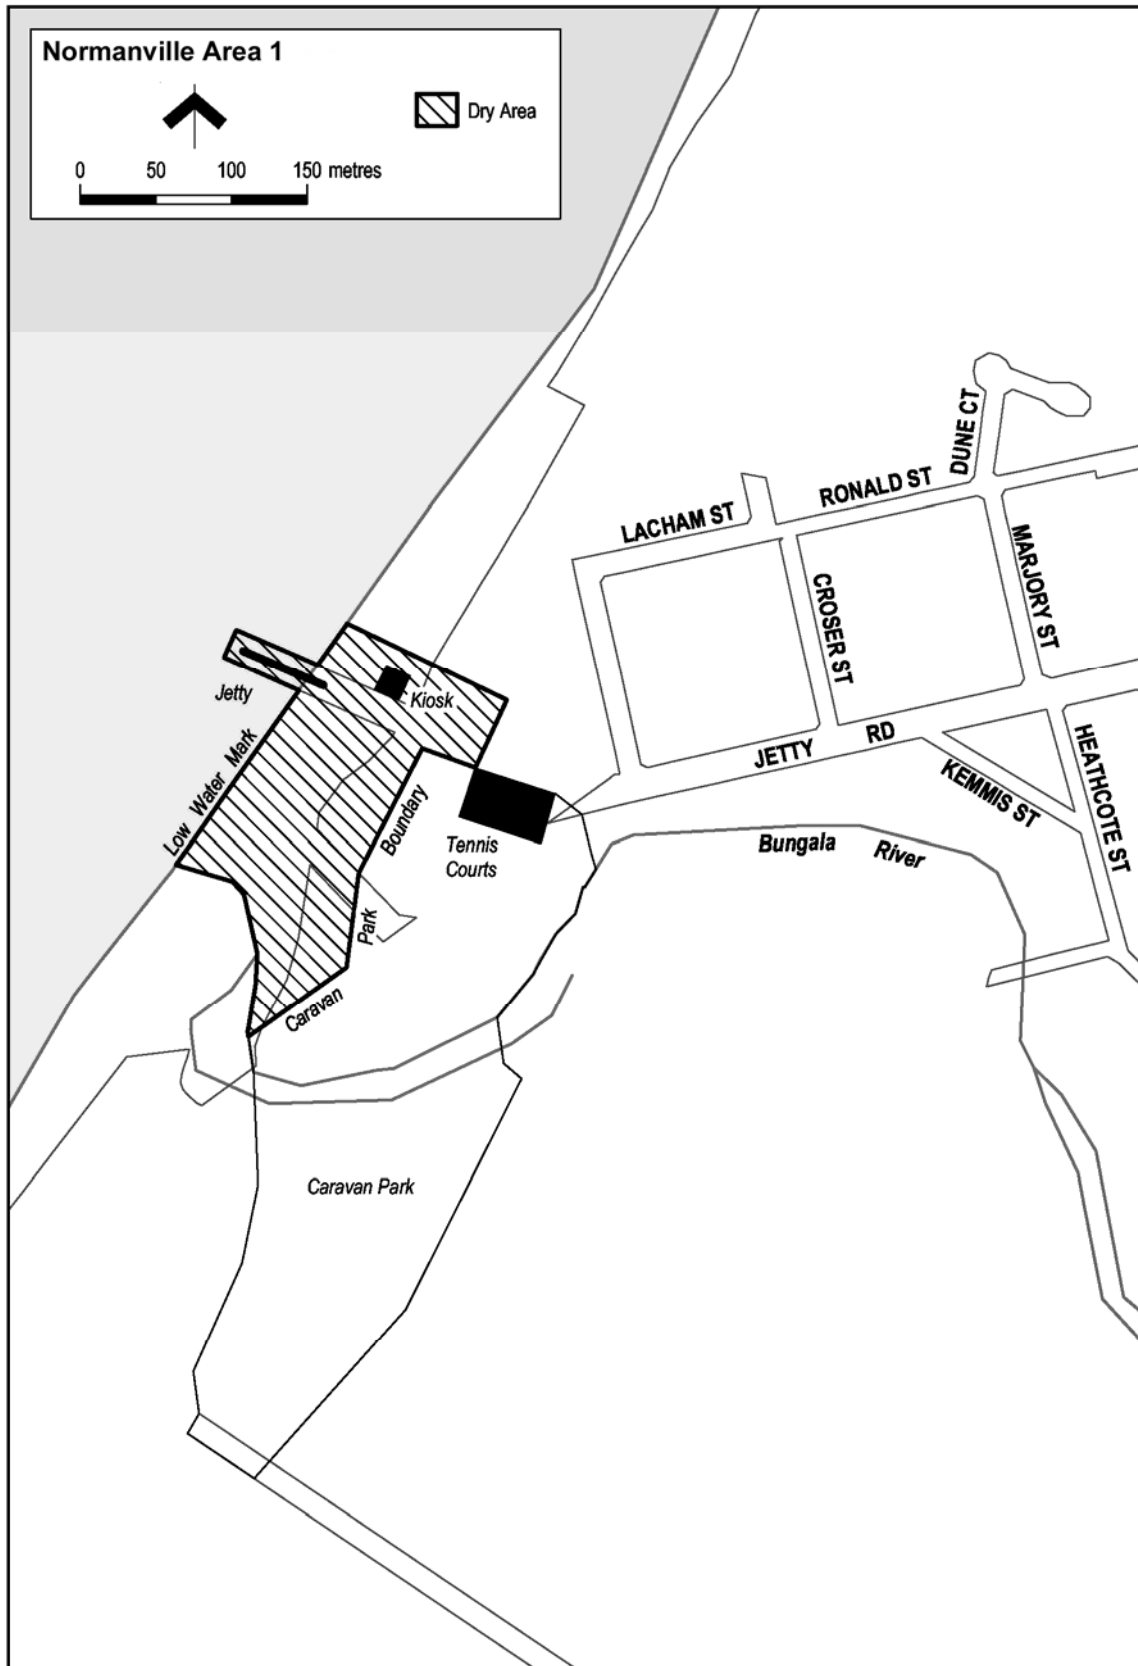 Normanville Area 1
Dry Area
0 50 100 150 metres
DUNE CT
RONALD ST
LACHAM ST
MARJORY ST
CROSER ST
Jetty
Kiosk
Low Water Mark
JETTY RD
HEATHCOTE ST
KEMMIS ST
Boundary
Tennis
Courts
Bungala River
Park
Caravan
Caravan Park